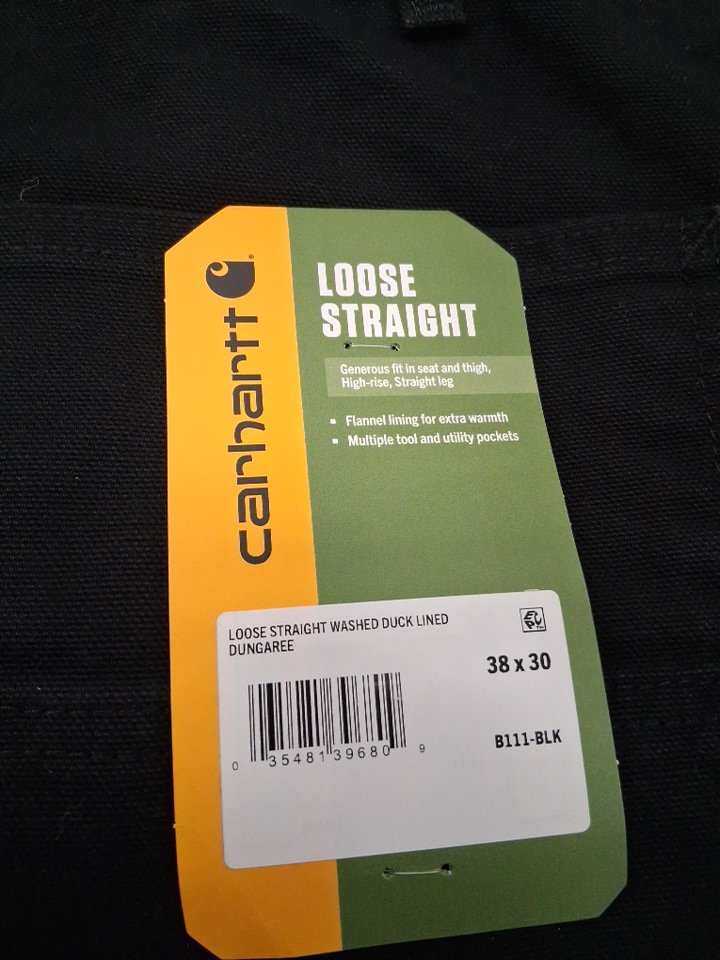 carhartt
LOOSE
STRAIGHT
Generous fit in seat and thigh,
High-rise, Straight leg
▪ Flannel lining for extra warmth
▪ Multiple tool and utility pockets
LOOSE STRAIGHT WASHED DUCK LINED
DUNGAREE
38 x 30
B111-BLK
0 35481 39680 9